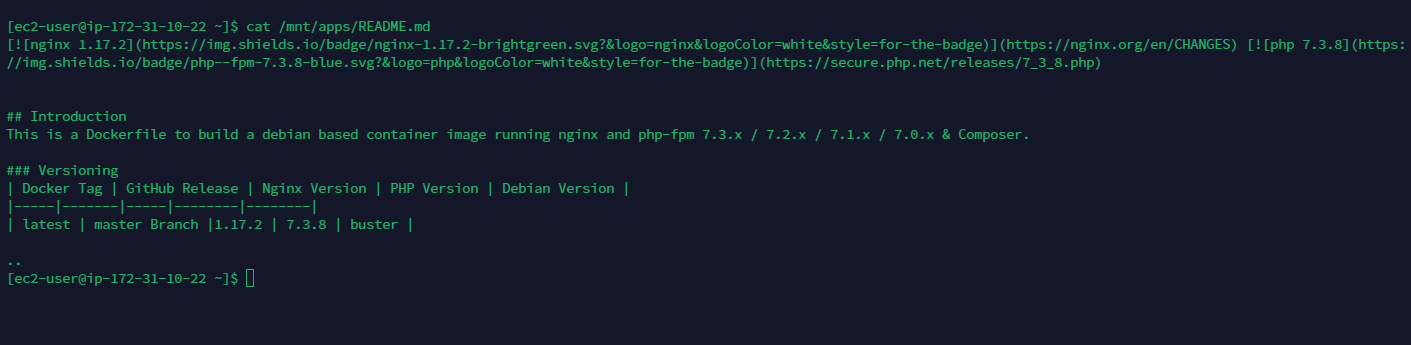 [ec2-user@ip-172-31-10-22 ~]$ cat /mnt/apps/README.md
[![nginx 1.17.2](https://img.shields.io/badge/nginx-1.17.2-brightgreen.svg?&logo=nginx&logoColor=white&style=for-the-badge)](https://nginx.org/en/CHANGES) [![php 7.3.8](https:
//img.shields.io/badge/php--fpm-7.3.8-blue.svg?&logo=php&logoColor=white&style=for-the-badge)](https://secure.php.net/releases/7_3_8.php)
## Introduction
This is a Dockerfile to build a debian based container image running nginx and php-fpm 7.3.x / 7.2.x / 7.1.x / 7.0.x & Composer.
### Versioning
| Docker Tag | GitHub Release | Nginx Version | PHP Version | Debian Version |
|-----|-------|-----|--------|--------|
| latest | master Branch |1.17.2 | 7.3.8 | buster |
..
[ec2-user@ip-172-31-10-22 ~]$